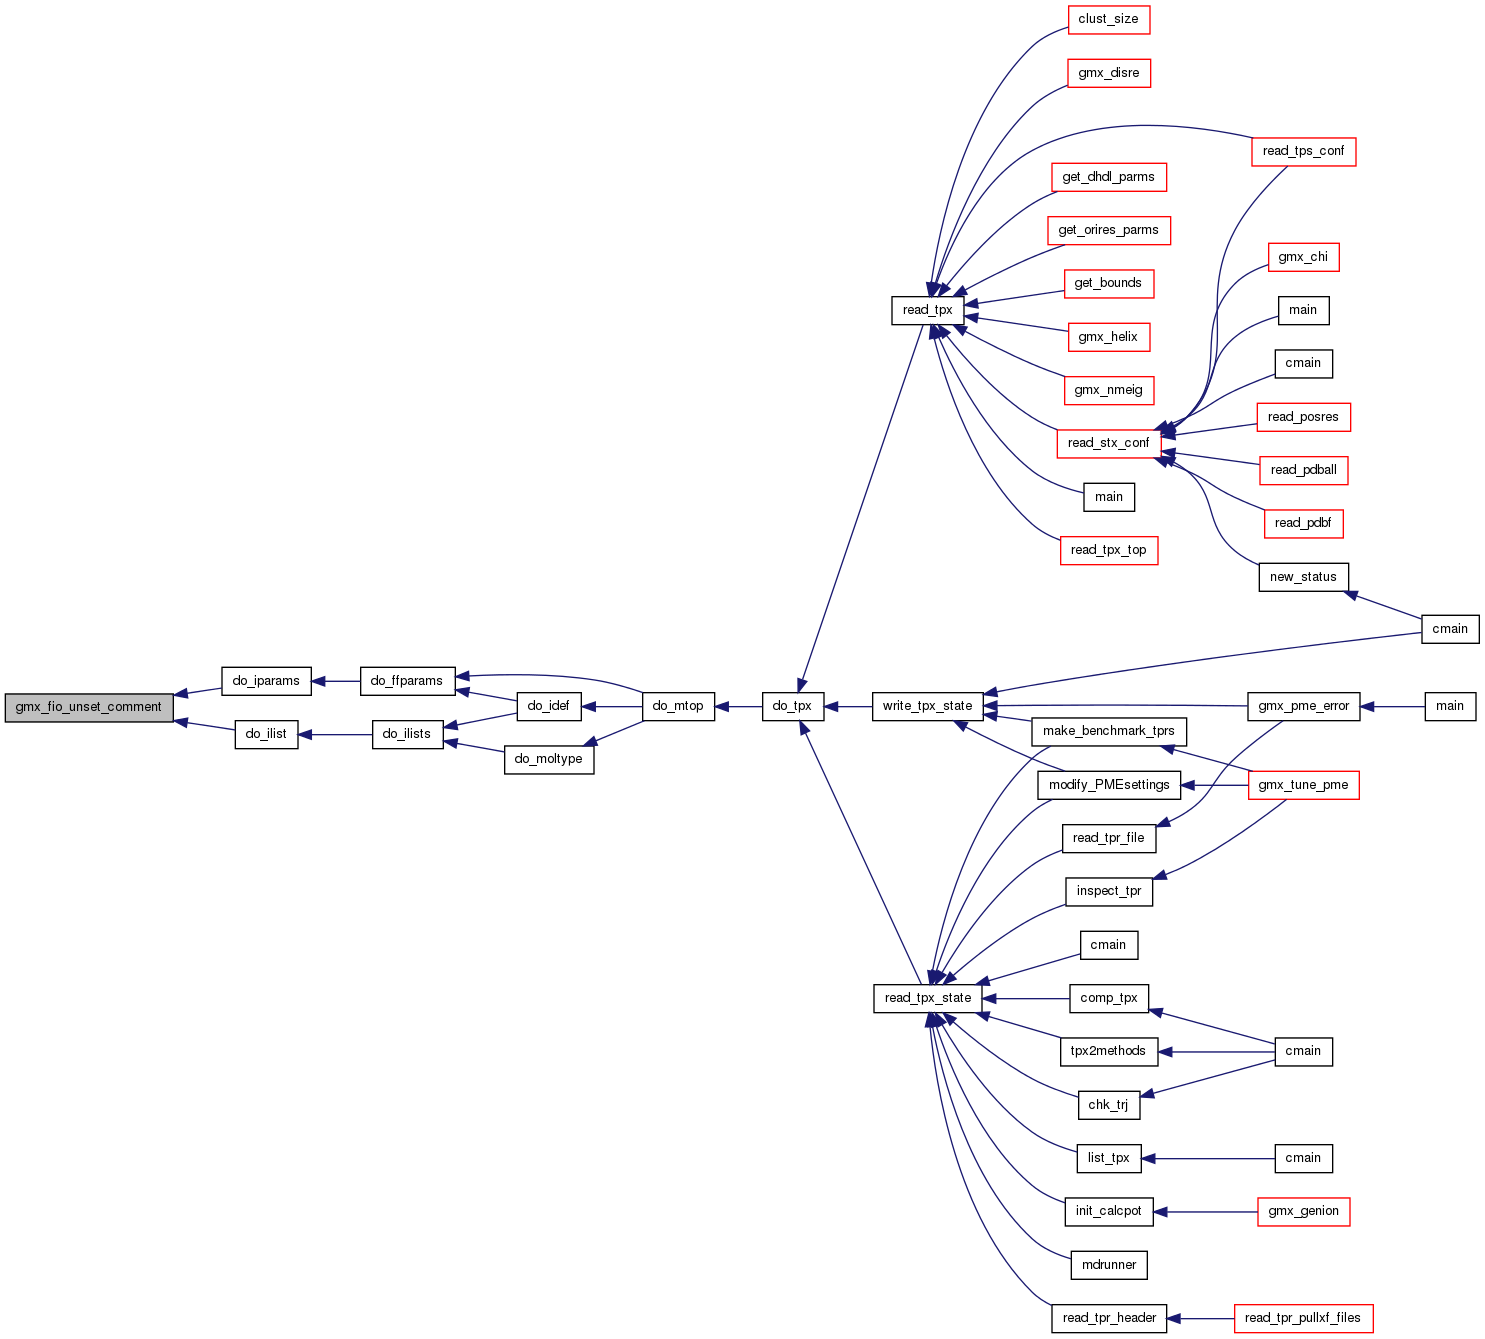 clust_size
gmx_disre
read_tps_conf
get_dhdl_parms
get_orires_parms
gmx_chi
get_bounds
read_tpx
main
gmx_helix
cmain
gmx_nmeig
read_posres
read_stx_conf
read_pdball
main
read_pdbf
read_tpx_top
new_status
cmain
do_iparams
do_ffparams
gmx_fio_unset_comment
do_idef
do_mtop
do_tpx
write_tpx_state
gmx_pme_error
main
do_ilist
do_ilists
make_benchmark_tprs
do_moltype
modify_PMEsettings
gmx_tune_pme
read_tpr_file
inspect_tpr
cmain
read_tpx_state
comp_tpx
tpx2methods
cmain
chk_trj
list_tpx
cmain
init_calcpot
gmx_genion
mdrunner
read_tpr_header
read_tpr_pullxf_files